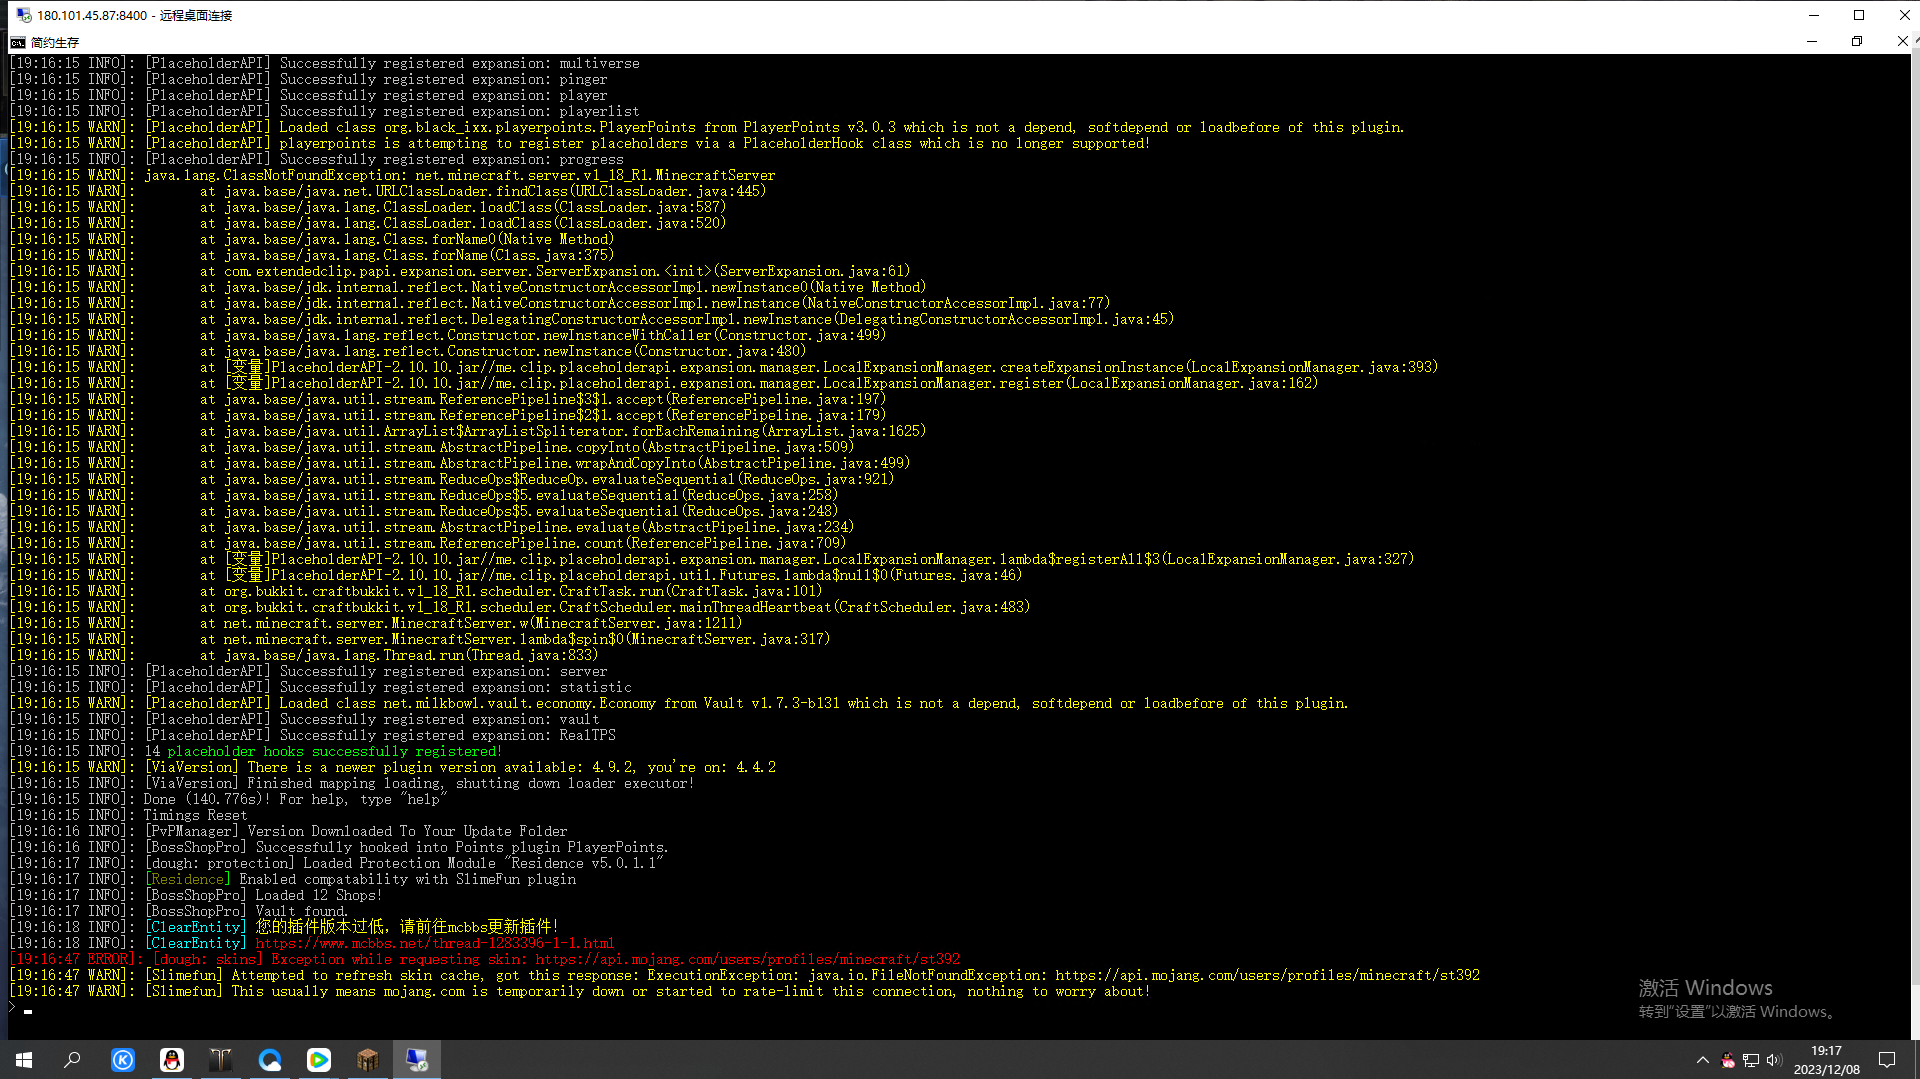 180.101.45.87:8400 - 远程桌面连接
简约生存
[19:16:15 INFO]: [PlaceholderAPI] Successfully registered expansion: multiverse
[19:16:15 INFO]: [PlaceholderAPI] Successfully registered expansion: pinger
[19:16:15 INFO]: [PlaceholderAPI] Successfully registered expansion: player
[19:16:15 INFO]: [PlaceholderAPI] Successfully registered expansion: playerlist
[19:16:15 WARN]: [PlaceholderAPI] Loaded class org.black_ixx.playerpoints.PlayerPoints from PlayerPoints v3.0.3 which is not a depend, softdepend or loadbefore of this plugin.
[19:16:15 WARN]: [PlaceholderAPI] playerpoints is attempting to register placeholders via a PlaceholderHook class which is no longer supported!
[19:16:15 INFO]: [PlaceholderAPI] Successfully registered expansion: progress
[19:16:15 WARN]: java.lang.ClassNotFoundException: net.minecraft.server.v1_18_R1.MinecraftServer
[19:16:15 WARN]: at java.base/java.net.URLClassLoader.findClass(URLClassLoader.java:445)
[19:16:15 WARN]: at java.base/java.lang.ClassLoader.loadClass(ClassLoader.java:587)
[19:16:15 WARN]: at java.base/java.lang.ClassLoader.loadClass(ClassLoader.java:520)
[19:16:15 WARN]: at java.base/java.lang.Class.forName0(Native Method)
[19:16:15 WARN]: at java.base/java.lang.Class.forName(Class.java:375)
[19:16:15 WARN]: at com.extendedclip.papi.expansion.server.ServerExpansion.<init>(ServerExpansion.java:61)
[19:16:15 WARN]: at java.base/jdk.internal.reflect.NativeConstructorAccessorImpl.newInstance0(Native Method)
[19:16:15 WARN]: at java.base/jdk.internal.reflect.NativeConstructorAccessorImpl.newInstance(NativeConstructorAccessorImpl.java:77)
[19:16:15 WARN]: at java.base/jdk.internal.reflect.DelegatingConstructorAccessorImpl.newInstance(DelegatingConstructorAccessorImpl.java:45)
[19:16:15 WARN]: at java.base/java.lang.reflect.Constructor.newInstanceWithCaller(Constructor.java:499)
[19:16:15 WARN]: at java.base/java.lang.reflect.Constructor.newInstance(Constructor.java:480)
[19:16:15 WARN]: at [变量]PlaceholderAPI-2.10.10.jar//me.clip.placeholderapi.expansion.manager.LocalExpansionManager.createExpansionInstance(LocalExpansionManager.java:393)
[19:16:15 WARN]: at [变量]PlaceholderAPI-2.10.10.jar//me.clip.placeholderapi.expansion.manager.LocalExpansionManager.register(LocalExpansionManager.java:162)
[19:16:15 WARN]: at java.base/java.util.stream.ReferencePipeline$3$1.accept(ReferencePipeline.java:197)
[19:16:15 WARN]: at java.base/java.util.stream.ReferencePipeline$2$1.accept(ReferencePipeline.java:179)
[19:16:15 WARN]: at java.base/java.util.ArrayList$ArrayListSpliterator.forEachRemaining(ArrayList.java:1625)
[19:16:15 WARN]: at java.base/java.util.stream.AbstractPipeline.copyInto(AbstractPipeline.java:509)
[19:16:15 WARN]: at java.base/java.util.stream.AbstractPipeline.wrapAndCopyInto(AbstractPipeline.java:499)
[19:16:15 WARN]: at java.base/java.util.stream.ReduceOps$ReduceOp.evaluateSequential(ReduceOps.java:921)
[19:16:15 WARN]: at java.base/java.util.stream.ReduceOps$5.evaluateSequential(ReduceOps.java:258)
[19:16:15 WARN]: at java.base/java.util.stream.ReduceOps$5.evaluateSequential(ReduceOps.java:248)
[19:16:15 WARN]: at java.base/java.util.stream.AbstractPipeline.evaluate(AbstractPipeline.java:234)
[19:16:15 WARN]: at java.base/java.util.stream.ReferencePipeline.count(ReferencePipeline.java:709)
[19:16:15 WARN]: at [变量]PlaceholderAPI-2.10.10.jar//me.clip.placeholderapi.expansion.manager.LocalExpansionManager.lambda$registerAll$3(LocalExpansionManager.java:327)
[19:16:15 WARN]: at [变量]PlaceholderAPI-2.10.10.jar//me.clip.placeholderapi.util.Futures.lambda$null$0(Futures.java:46)
[19:16:15 WARN]: at org.bukkit.craftbukkit.v1_18_R1.scheduler.CraftTask.run(CraftTask.java:101)
[19:16:15 WARN]: at org.bukkit.craftbukkit.v1_18_R1.scheduler.CraftScheduler.mainThreadHeartbeat(CraftScheduler.java:483)
[19:16:15 WARN]: at net.minecraft.server.MinecraftServer.w(MinecraftServer.java:1211)
[19:16:15 WARN]: at net.minecraft.server.MinecraftServer.lambda$spin$0(MinecraftServer.java:317)
[19:16:15 WARN]: at java.base/java.lang.Thread.run(Thread.java:833)
[19:16:15 INFO]: [PlaceholderAPI] Successfully registered expansion: server
[19:16:15 INFO]: [PlaceholderAPI] Successfully registered expansion: statistic
[19:16:15 WARN]: [PlaceholderAPI] Loaded class net.milkbowl.vault.economy.Economy from Vault v1.7.3-b131 which is not a depend, softdepend or loadbefore of this plugin.
[19:16:15 INFO]: [PlaceholderAPI] Successfully registered expansion: vault
[19:16:15 INFO]: [PlaceholderAPI] Successfully registered expansion: RealTPS
[19:16:15 INFO]: 14 placeholder hooks successfully registered!
[19:16:15 WARN]: [ViaVersion] There is a newer plugin version available: 4.9.2, you're on: 4.4.2
[19:16:15 INFO]: [ViaVersion] Finished mapping loading, shutting down loader executor!
[19:16:15 INFO]: Done (140.776s)! For help, type "help"
[19:16:15 INFO]: Timings Reset
[19:16:16 INFO]: [PvPManager] Version Downloaded To Your Update Folder
[19:16:16 INFO]: [BossShopPro] Successfully hooked into Points plugin PlayerPoints.
[19:16:17 INFO]: [dough: protection] Loaded Protection Module "Residence v5.0.1.1"
[19:16:17 INFO]: [Residence] Enabled compatability with SlimeFun plugin
[19:16:17 INFO]: [BossShopPro] Loaded 12 Shops!
[19:16:17 INFO]: [BossShopPro] Vault found.
[19:16:18 INFO]: [ClearEntity] 您的插件版本过低，请前往mcbbs更新插件!
[19:16:18 INFO]: [ClearEntity] https://www.mcbbs.net/thread-1283396-1-1.html
[19:16:47 ERROR]: [dough: skins] Exception while requesting skin: https://api.mojang.com/users/profiles/minecraft/st392
[19:16:47 WARN]: [Slimefun] Attempted to refresh skin cache, got this response: ExecutionException: java.io.FileNotFoundException: https://api.mojang.com/users/profiles/minecraft/st392
[19:16:47 WARN]: [Slimefun] This usually means mojang.com is temporarily down or started to rate-limit this connection, nothing to worry about!
>
激活 Windows
转到"设置"以激活 Windows。
19:17
2023/12/08